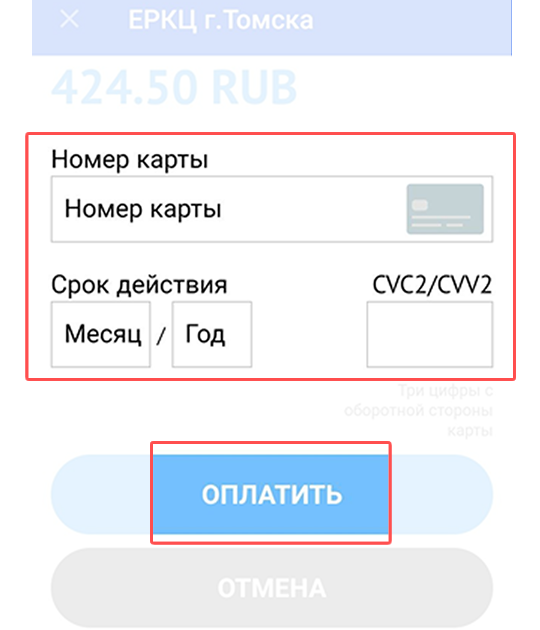 ЕРКЦ г.Томска
424.50 RUB
Номер карты
Номер карты
Срок действия CVC2/CVV2
Месяц / Год
Три цифры с
оборотной стороны
карты
ОПЛАТИТЬ
ОТМЕНА